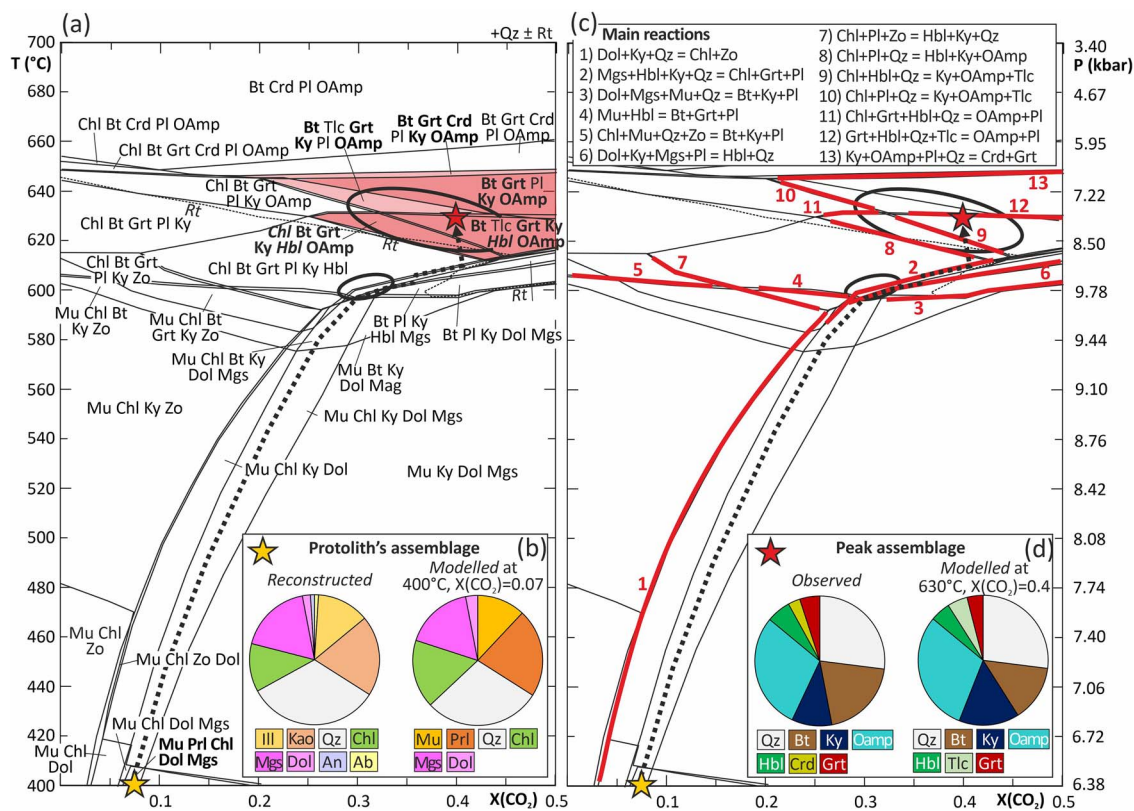 (a)
+Qz ± Rt
700
T (°C)
680
660
640
620
600
580
560
540
520
500
480
460
440
420
400
Bt Crd Pl OAmp
Chl Bt Crd Pl OAmp
Chl Bt Grt Crd Pl OAmp
Bt Tlc Grt
Ky Pl OAmp
Bt Grt Crd
Pl Ky OAmp
Bt Grt Crd
Pl OAmp
Chl Bt Grt
Pl Ky OAmp
Rt
Bt Grt Pl
Ky OAmp
Chl Bt Grt Pl Ky
Chl Bt Grt
Ky Hbl OAmp
Rt
Bt Tlc Grt Ky
Hbl OAmp
Chl Bt Grt
Pl Ky Zo
Chl Bt Grt Pl Ky Hbl
Rt
Mu Chl Bt
Ky Zo
Mu Chl Bt
Grt Ky Zo
Bt Pl Ky
Hbl Mgs
Bt Pl Ky Dol Mgs
Mu Chl Bt Ky
Dol Mgs
Mu Bt Ky
Dol Mag
Mu Chl Ky Zo
Mu Chl Ky Dol Mgs
Mu Chl Ky Dol
Mu Ky Dol Mgs
Mu Chl
Zo
Mu Chl Zo Dol
Mu Chl Dol Mgs
Mu Prl Chl
Dol Mgs
Mu Chl
Dol
Protolith's assemblage
(b)
Reconstructed
Modelled at
400°C, X(CO2)=0.07
Ill Kao Qz Chl
Mgs Dol An Ab
Mu Prl Qz Chl
Mgs Dol
0.1 0.2 0.3 0.4 X(CO2) 0.5
(c)
Main reactions
1) Dol+Ky+Qz = Chl+Zo
2) Mgs+Hbl+Ky+Qz = Chl+Grt+Pl
3) Dol+Mgs+Mu+Qz = Bt+Ky+Pl
4) Mu+Hbl = Bt+Grt+Pl
5) Chl+Mu+Qz+Zo = Bt+Ky+Pl
6) Dol+Ky+Mgs+Pl = Hbl+Qz
7) Chl+Pl+Zo = Hbl+Ky+Qz
8) Chl+Pl+Qz = Hbl+Ky+OAmp
9) Chl+Hbl+Qz = Ky+OAmp+Tlc
10) Chl+Pl+Qz = Ky+OAmp+Tlc
11) Chl+Grt+Hbl+Qz = OAmp+Pl
12) Grt+Hbl+Qz+Tlc = OAmp+Pl
13) Ky+OAmp+Pl+Qz = Crd+Grt
3.40
P (kbar)
4.67
5.95
7.22
8.50
9.78
9.44
9.10
8.76
8.42
8.08
7.74
7.40
7.06
6.72
6.38
13
10
11
12
9
8
2
7
5
4
6
3
1
Peak assemblage
(d)
Observed
Modelled at
630°C, X(CO2)=0.4
Qz Bt Ky Oamp
Hbl Crd Grt
Qz Bt Ky Oamp
Hbl Tlc Grt
0.1 0.2 0.3 0.4 X(CO2) 0.5